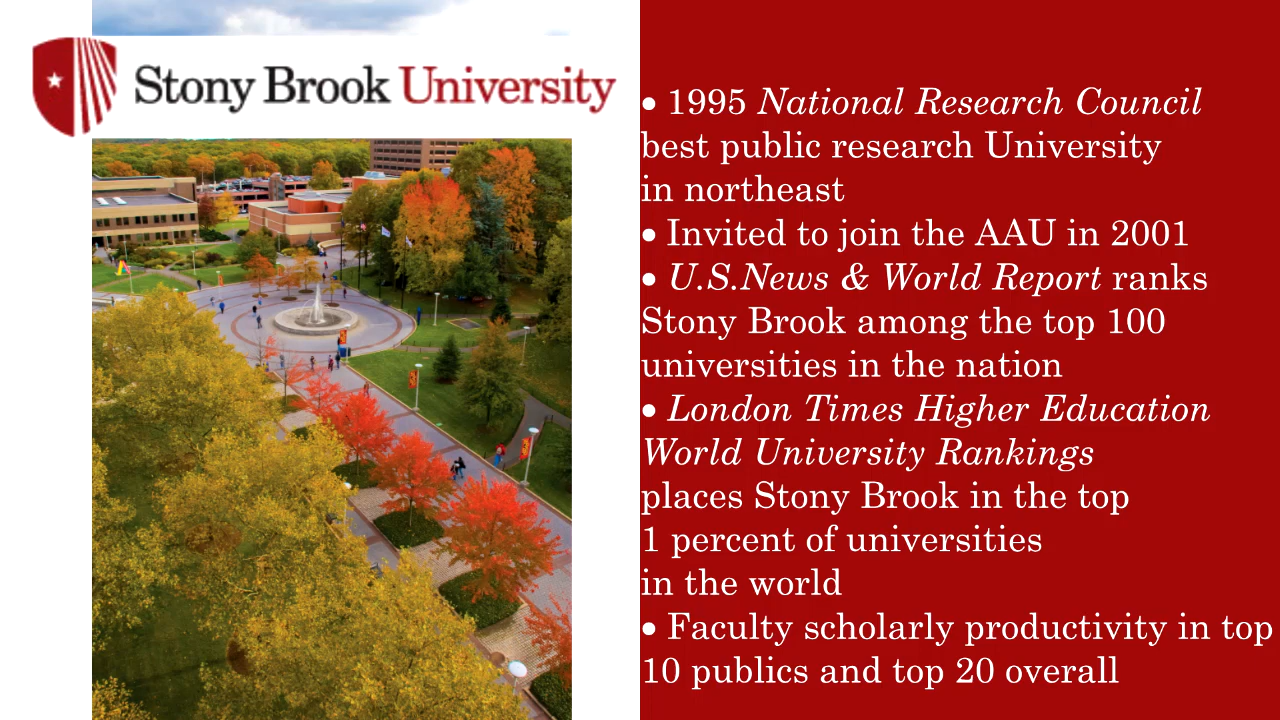 Stony Brook University
• 1995 National Research Council
best public research University
in northeast
• Invited to join the AAU in 2001
• U.S.News & World Report ranks
Stony Brook among the top 100
universities in the nation
• London Times Higher Education
World University Rankings
places Stony Brook in the top
1 percent of universities
in the world
• Faculty scholarly productivity in top
10 publics and top 20 overall